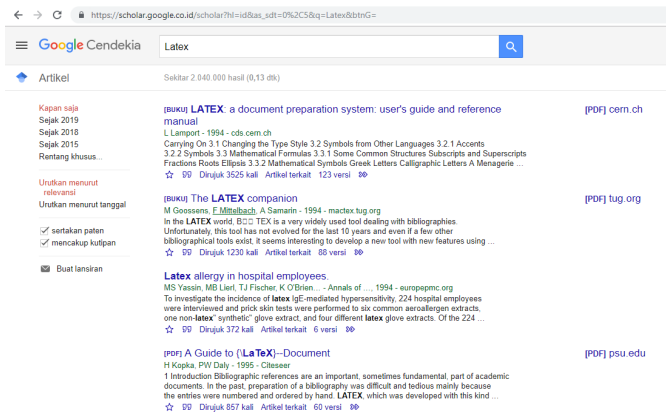 https://scholar.google.co.id/scholar?hl=id&as_sdt=0%2C5&q=Latex&btnG=
Google Cendekia
Latex
Artikel
Sekitar 2.040.000 hasil (0,13 dtk)
Kapan saja
Sejak 2019
Sejak 2018
Sejak 2015
Rentang khusus...
Urutkan menurut
relevansi
Urutkan menurut tanggal
sertakan paten
mencakup kutipan
Buat lansiran
[BUKU] LATEX: a document preparation system: user's guide and reference
manual
L Lamport - 1994 - cds.cern.ch
Carrying On 3.1 Changing the Type Style 3.2 Symbols from Other Languages 3.2.1 Accents
3.2.2 Symbols 3.3 Mathematical Formulas 3.3.1 Some Common Structures Subscripts and Superscripts
Fractions Roots Ellipsis 3.3.2 Mathematical Symbols Greek Letters Calligraphic Letters A Menagerie ...
Dirujuk 3525 kali Artikel terkait 123 versi
[PDF] cern.ch
[BUKU] The LATEX companion
M Goossens, F Mittelbach, A Samarin - 1994 - mactex.tug.org
In the LATEX world, B□□ TEX is a very widely used tool dealing with bibliographies.
Unfortunately, this tool has not evolved for the last 10 years and even if a few other
bibliographical tools exist, it seems interesting to develop a new tool with new features using ...
Dirujuk 1230 kali Artikel terkait 88 versi
[PDF] tug.org
Latex allergy in hospital employees.
MS Yassin, MB Lierl, TJ Fischer, K O'Brien... - Annals of ..., 1994 - europepmc.org
To investigate the incidence of latex IgE-mediated hypersensitivity, 224 hospital employees
were interviewed and prick skin tests were performed to six common aeroallergen extracts,
one non-latex" synthetic" glove extract, and four different latex glove extracts. Of the 224 ...
Dirujuk 372 kali Artikel terkait 6 versi
[PDF] A Guide to {\LaTeX}--Document
H Kopka, PW Daly - 1995 - Citeseer
1 Introduction Bibliographic references are an important, sometimes fundamental, part of academic
documents. In the past, preparation of a bibliography was difficult and tedious mainly because
the entries were numbered and ordered by hand. LATEX, which was developed with this kind ...
Dirujuk 857 kali Artikel terkait 60 versi
[PDF] psu.edu